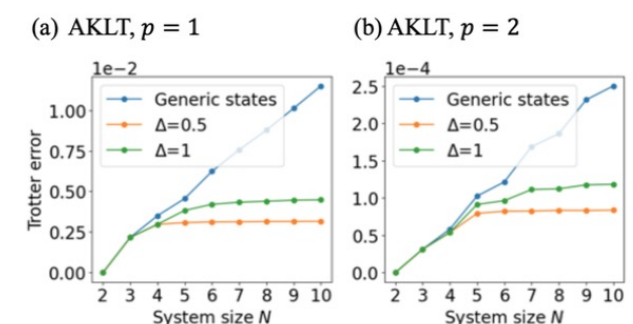 (a) AKLT, p = 1
(b) AKLT, p = 2
1e−2
Generic states
Δ=0.5
Δ=1
1.00
0.75
0.50
0.25
0.00
Trotter error
2 3 4 5 6 7 8 9 10
System size N
1e−4
Generic states
Δ=0.5
Δ=1
2.5
2.0
1.5
1.0
0.5
0.0
2 3 4 5 6 7 8 9 10
System size N